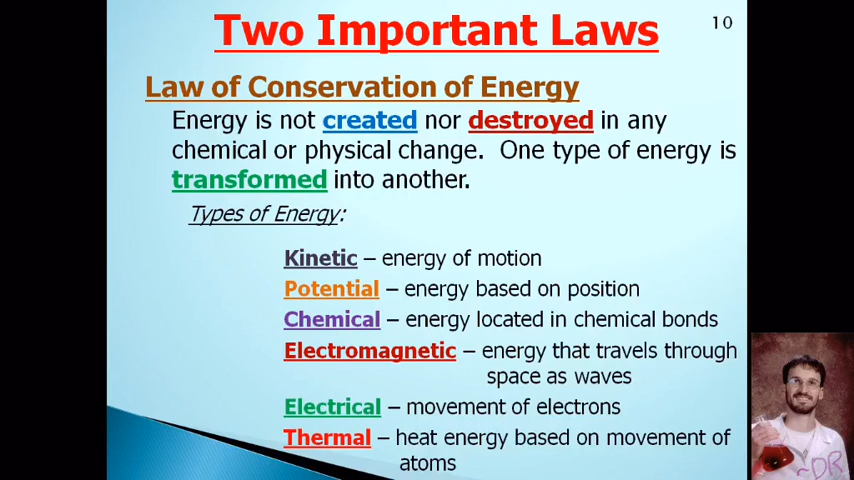 Two Important Laws
10
Law of Conservation of Energy
Energy is not created nor destroyed in any
chemical or physical change. One type of energy is
transformed into another.
Types of Energy:
Kinetic – energy of motion
Potential – energy based on position
Chemical – energy located in chemical bonds
Electromagnetic – energy that travels through
space as waves
Electrical – movement of electrons
Thermal – heat energy based on movement of
atoms
~DR